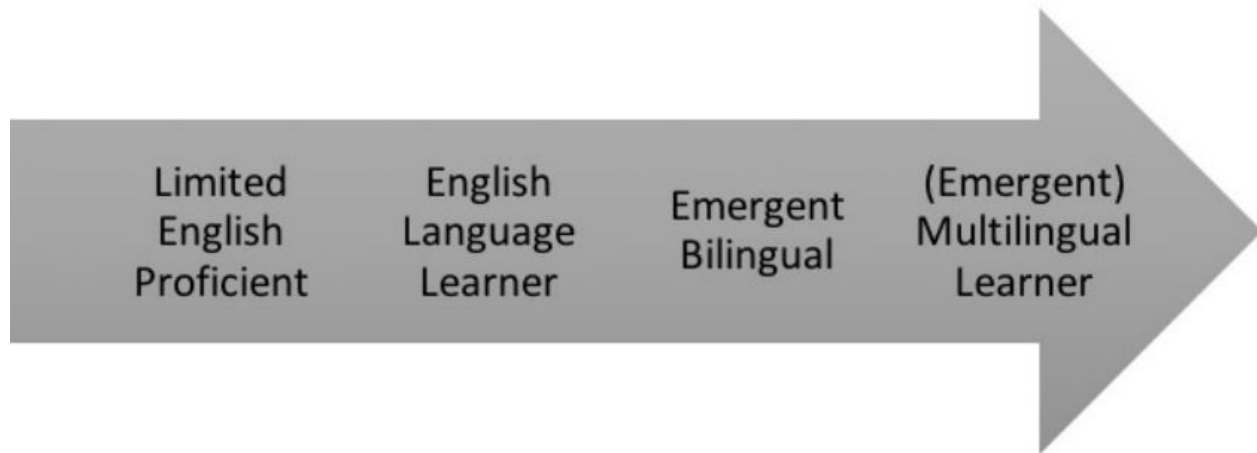 Limited
English
Proficient
English
Language
Learner
Emergent
Bilingual
(Emergent)
Multilingual
Learner